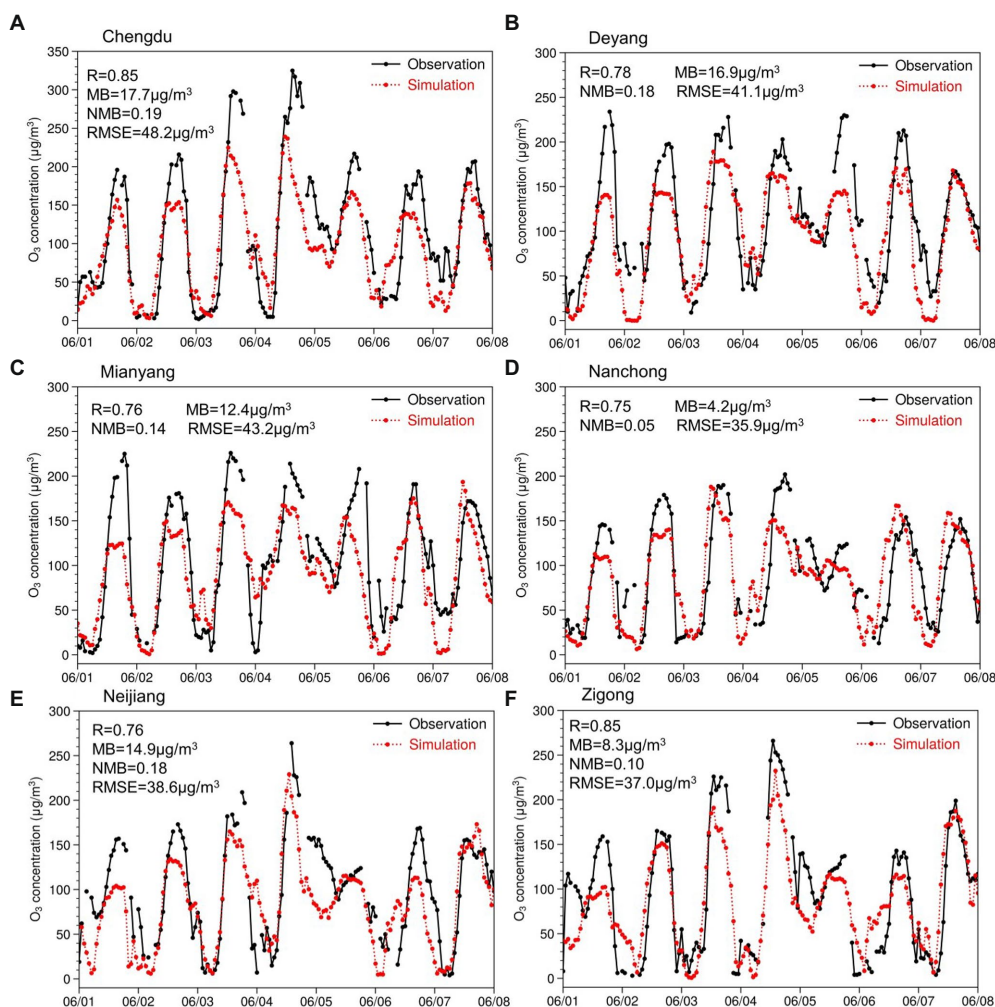 A
Chengdu
R=0.85
MB=17.7μg/m³
NMB=0.19
RMSE=48.2μg/m³
Observation
Simulation
O₃ concentration (μg/m³)
350
300
250
200
150
100
50
0
06/01 06/02 06/03 06/04 06/05 06/06 06/07 06/08
B
Deyang
R=0.78 MB=16.9μg/m³
NMB=0.18 RMSE=41.1μg/m³
Observation
Simulation
O₃ concentration (μg/m³)
300
250
200
150
100
50
0
06/01 06/02 06/03 06/04 06/05 06/06 06/07 06/08
C
Mianyang
R=0.76 MB=12.4μg/m³
NMB=0.14 RMSE=43.2μg/m³
Observation
Simulation
O₃ concentration (μg/m³)
300
250
200
150
100
50
0
06/01 06/02 06/03 06/04 06/05 06/06 06/07 06/08
D
Nanchong
R=0.75 MB=4.2μg/m³
NMB=0.05 RMSE=35.9μg/m³
Observation
Simulation
O₃ concentration (μg/m³)
300
250
200
150
100
50
0
06/01 06/02 06/03 06/04 06/05 06/06 06/07 06/08
E
Neijiang
R=0.76
MB=14.9μg/m³
NMB=0.18
RMSE=38.6μg/m³
Observation
Simulation
O₃ concentration (μg/m³)
300
250
200
150
100
50
0
06/01 06/02 06/03 06/04 06/05 06/06 06/07 06/08
F
Zigong
R=0.85
MB=8.3μg/m³
NMB=0.10
RMSE=37.0μg/m³
Observation
Simulation
O₃ concentration (μg/m³)
300
250
200
150
100
50
0
06/01 06/02 06/03 06/04 06/05 06/06 06/07 06/08